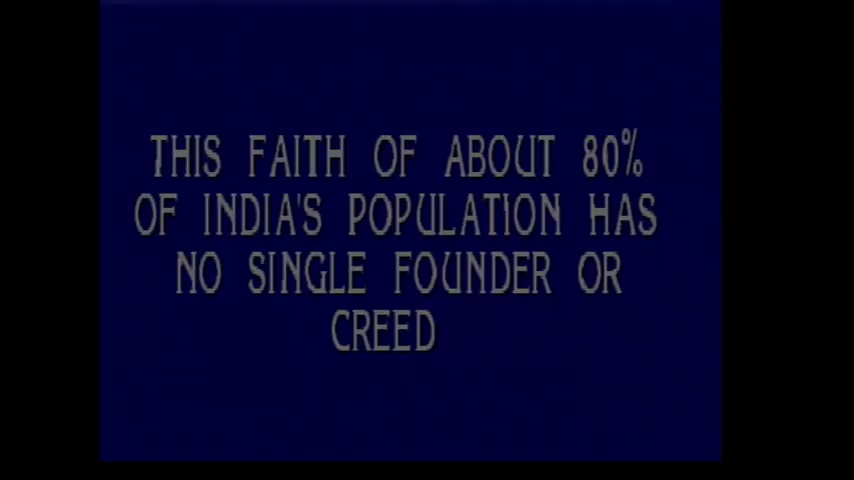 THIS FAITH OF ABOUT 80%
OF INDIA'S POPULATION HAS
NO SINGLE FOUNDER OR
CREED